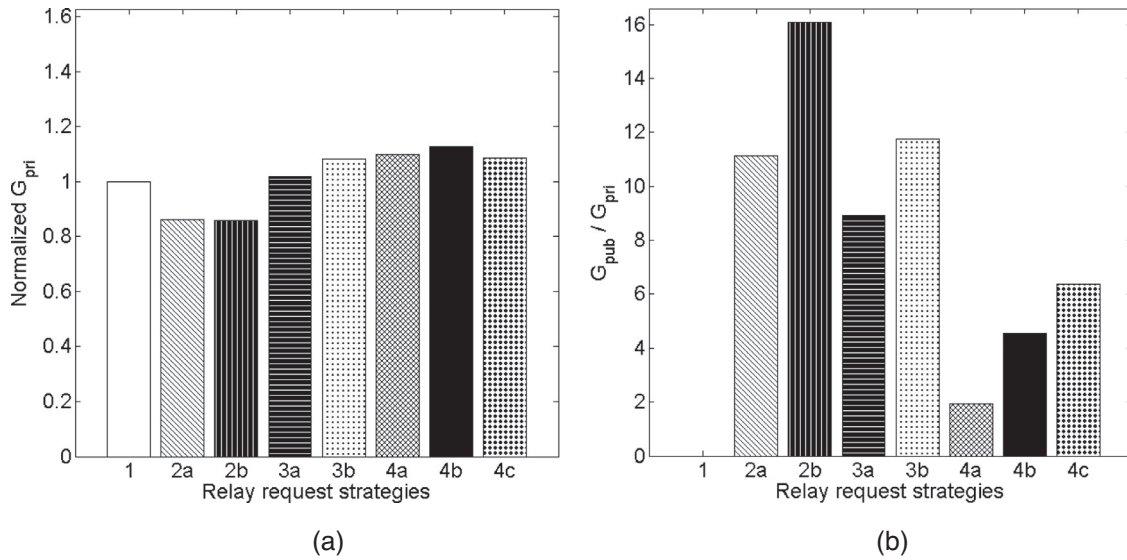 1.6
1.4
1.2
1
0.8
0.6
0.4
0.2
0
Normalized G_pri
1 2a 2b 3a 3b 4a 4b 4c
Relay request strategies
(a)
16
14
12
10
8
6
4
2
0
G_pub / G_pri
1 2a 2b 3a 3b 4a 4b 4c
Relay request strategies
(b)